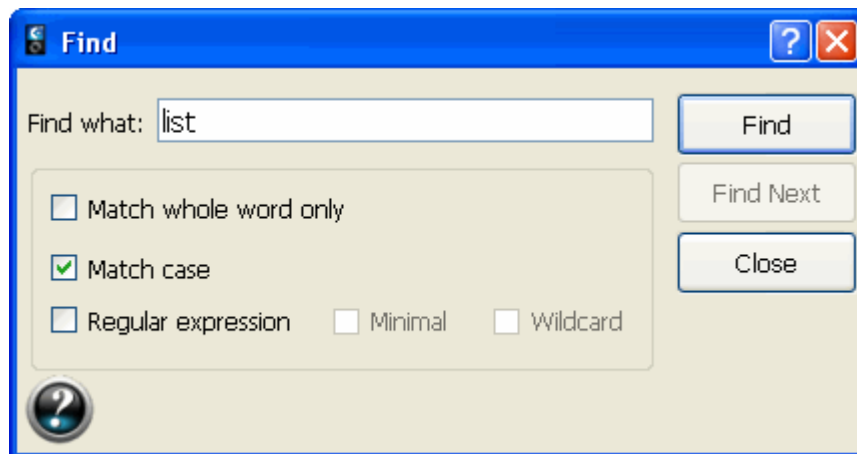 Find
Find what: list
Find
Match whole word only
Find Next
Match case
Close
Regular expression Minimal Wildcard